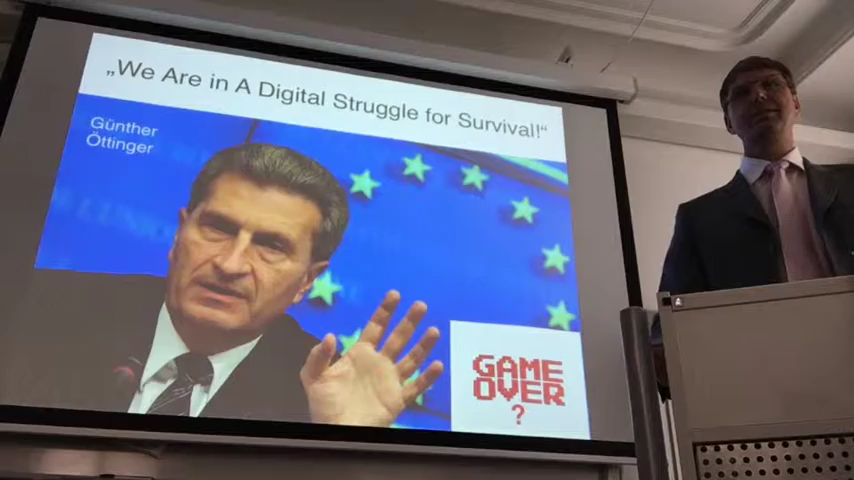 „We Are in A Digital Struggle for Survival!“
Günther
Öttinger
GAME
OVER
?